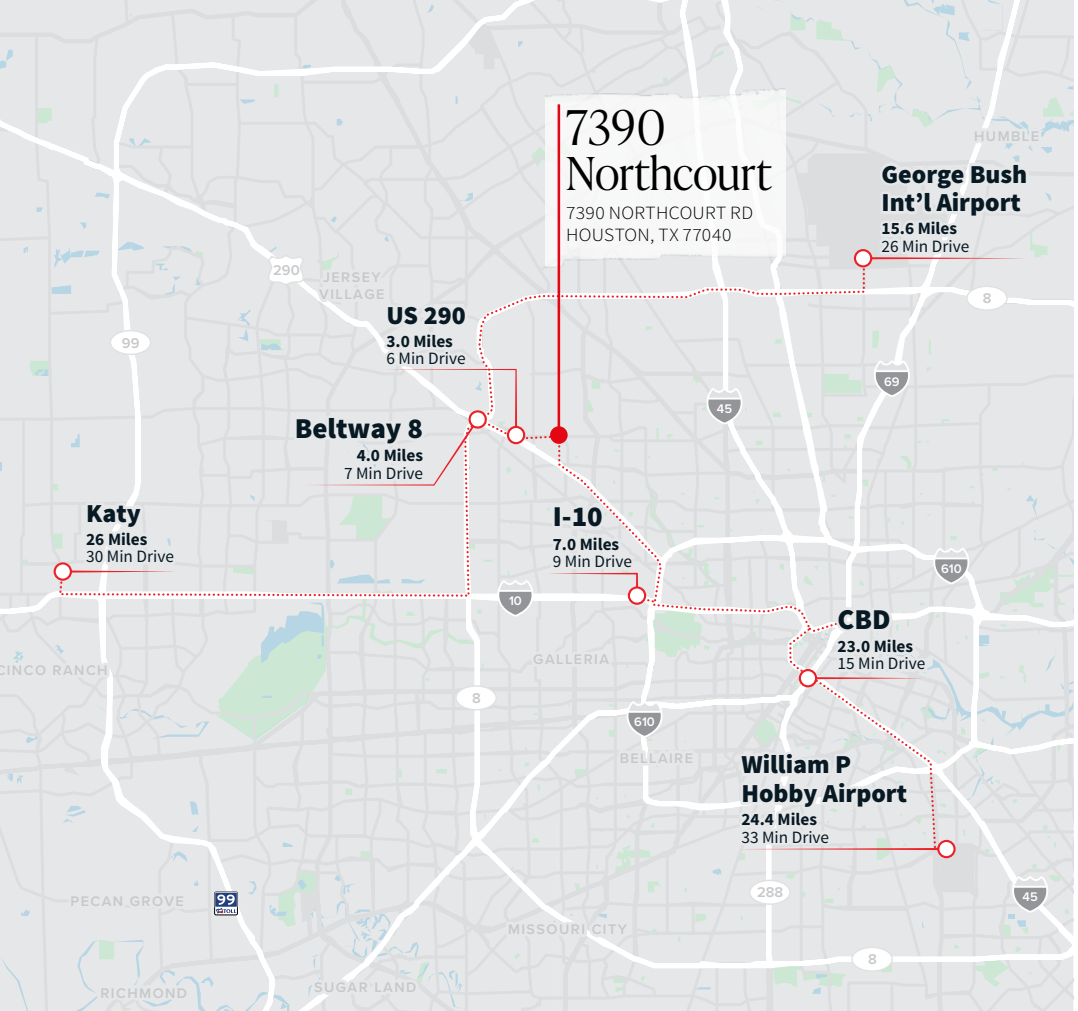 7390
Northcourt
7390 NORTHCOURT RD
HOUSTON, TX 77040
HUMBLE
George Bush
Int’l Airport
15.6 Miles
26 Min Drive
290
JERSEY
VILLAGE
8
US 290
3.0 Miles
6 Min Drive
99
69
45
Beltway 8
4.0 Miles
7 Min Drive
Katy
26 Miles
30 Min Drive
I-10
7.0 Miles
9 Min Drive
610
10
CBD
23.0 Miles
15 Min Drive
GALLERIA
CINCO RANCH
8
610
BELLAIRE
William P
Hobby Airport
24.4 Miles
33 Min Drive
288
45
PECAN GROVE
99
TOLL
MISSOURI CITY
8
SUGAR LAND
RICHMOND